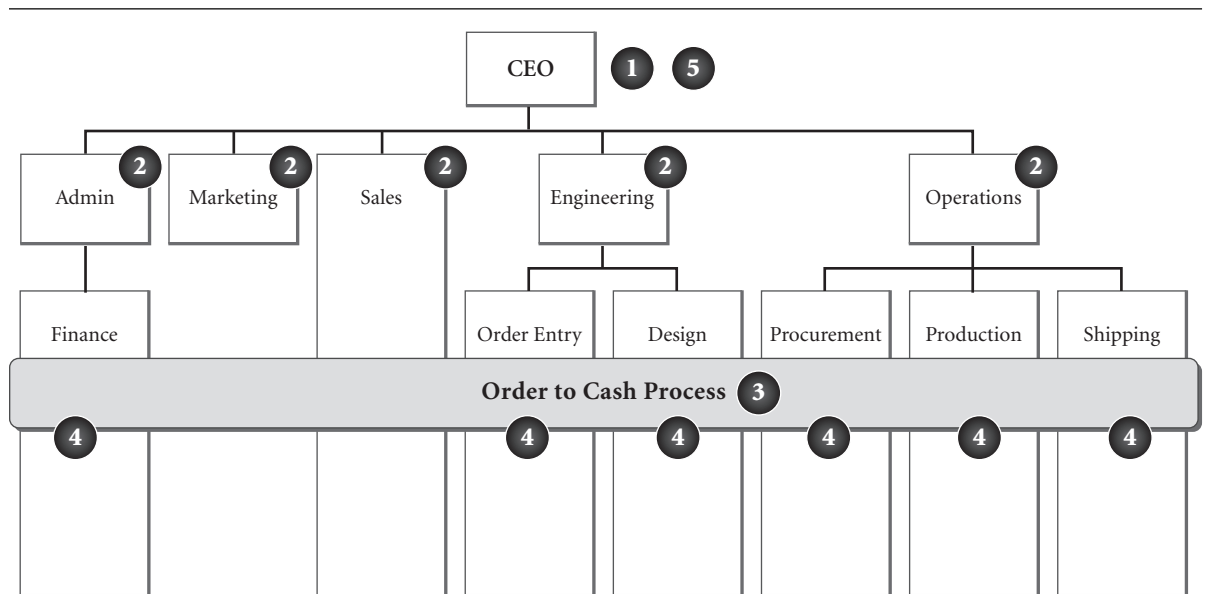 CEO 1 5
2 2 2 2 2
Admin Marketing Sales Engineering Operations
Finance Order Entry Design Procurement Production Shipping
Order to Cash Process 3
4 4 4 4 4 4